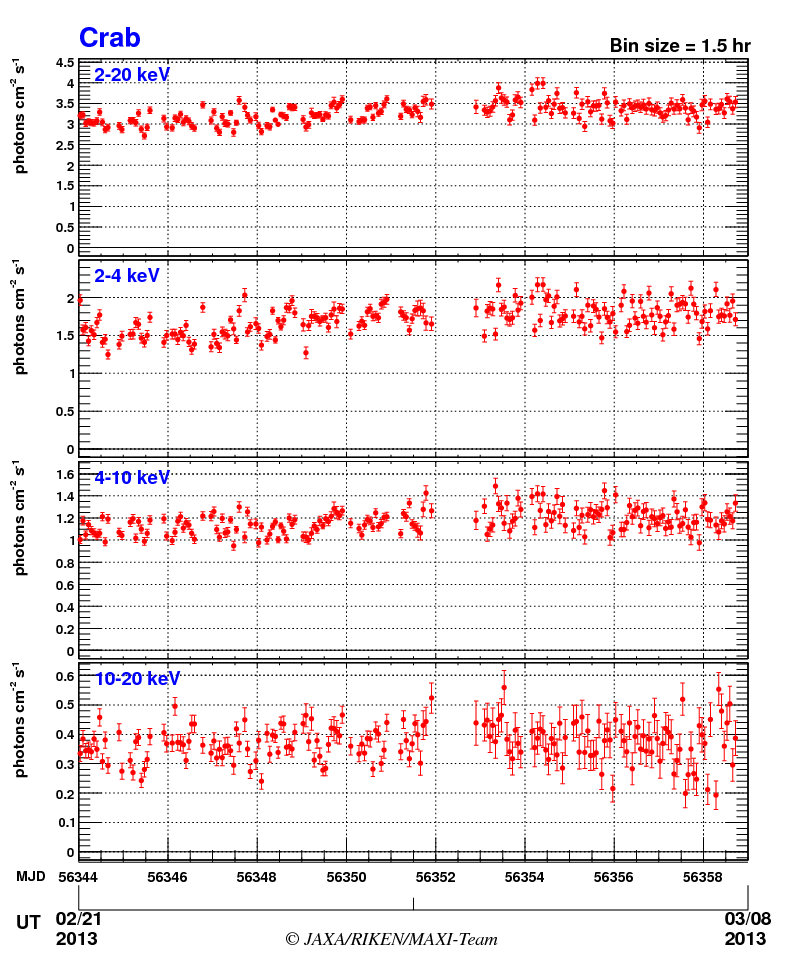 Crab
Bin size = 1.5 hr
2-20 keV
photons cm⁻² s⁻¹
4.5
4
3.5
3
2.5
2
1.5
1
0.5
0
2-4 keV
photons cm⁻² s⁻¹
2
1.5
1
0.5
0
4-10 keV
photons cm⁻² s⁻¹
1.6
1.4
1.2
1
0.8
0.6
0.4
0.2
0
10-20 keV
photons cm⁻² s⁻¹
0.6
0.5
0.4
0.3
0.2
0.1
0
MJD 56344 56346 56348 56350 56352 56354 56356 56358
UT 02/21 2013 03/08 2013
© JAXA/RIKEN/MAXI-Team